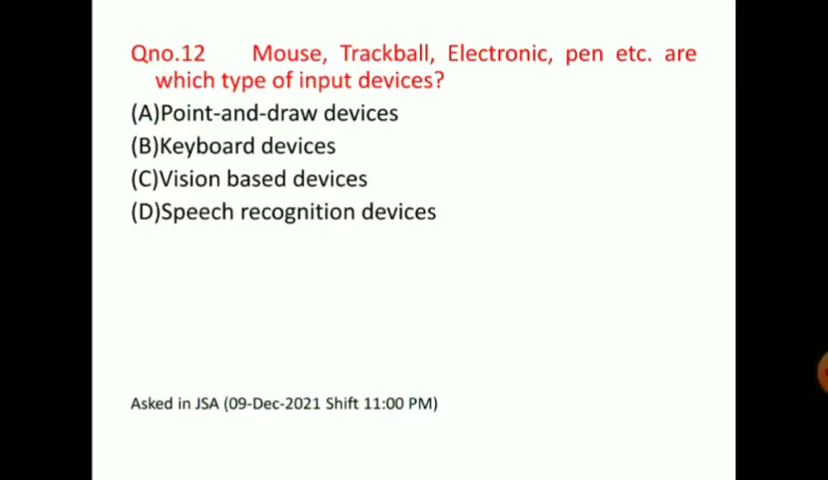 Qno.12 Mouse, Trackball, Electronic, pen etc. are
which type of input devices?
(A)Point-and-draw devices
(B)Keyboard devices
(C)Vision based devices
(D)Speech recognition devices
Asked in JSA (09-Dec-2021 Shift 11:00 PM)